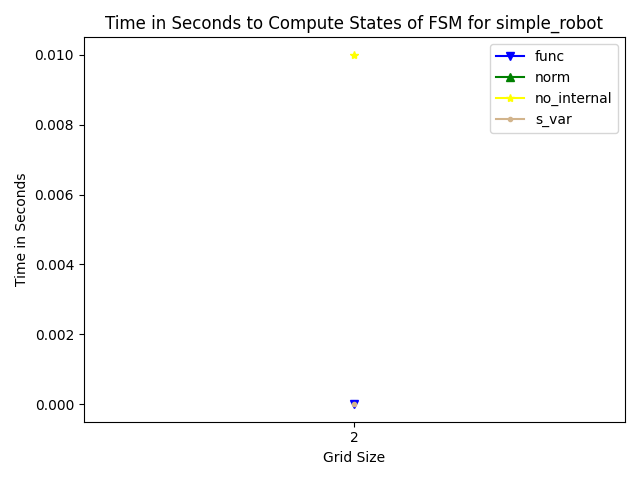 Time in Seconds to Compute States of FSM for simple_robot
func
norm
no_internal
s_var
0.010
0.008
0.006
0.004
0.002
0.000
Time in Seconds
2
Grid Size